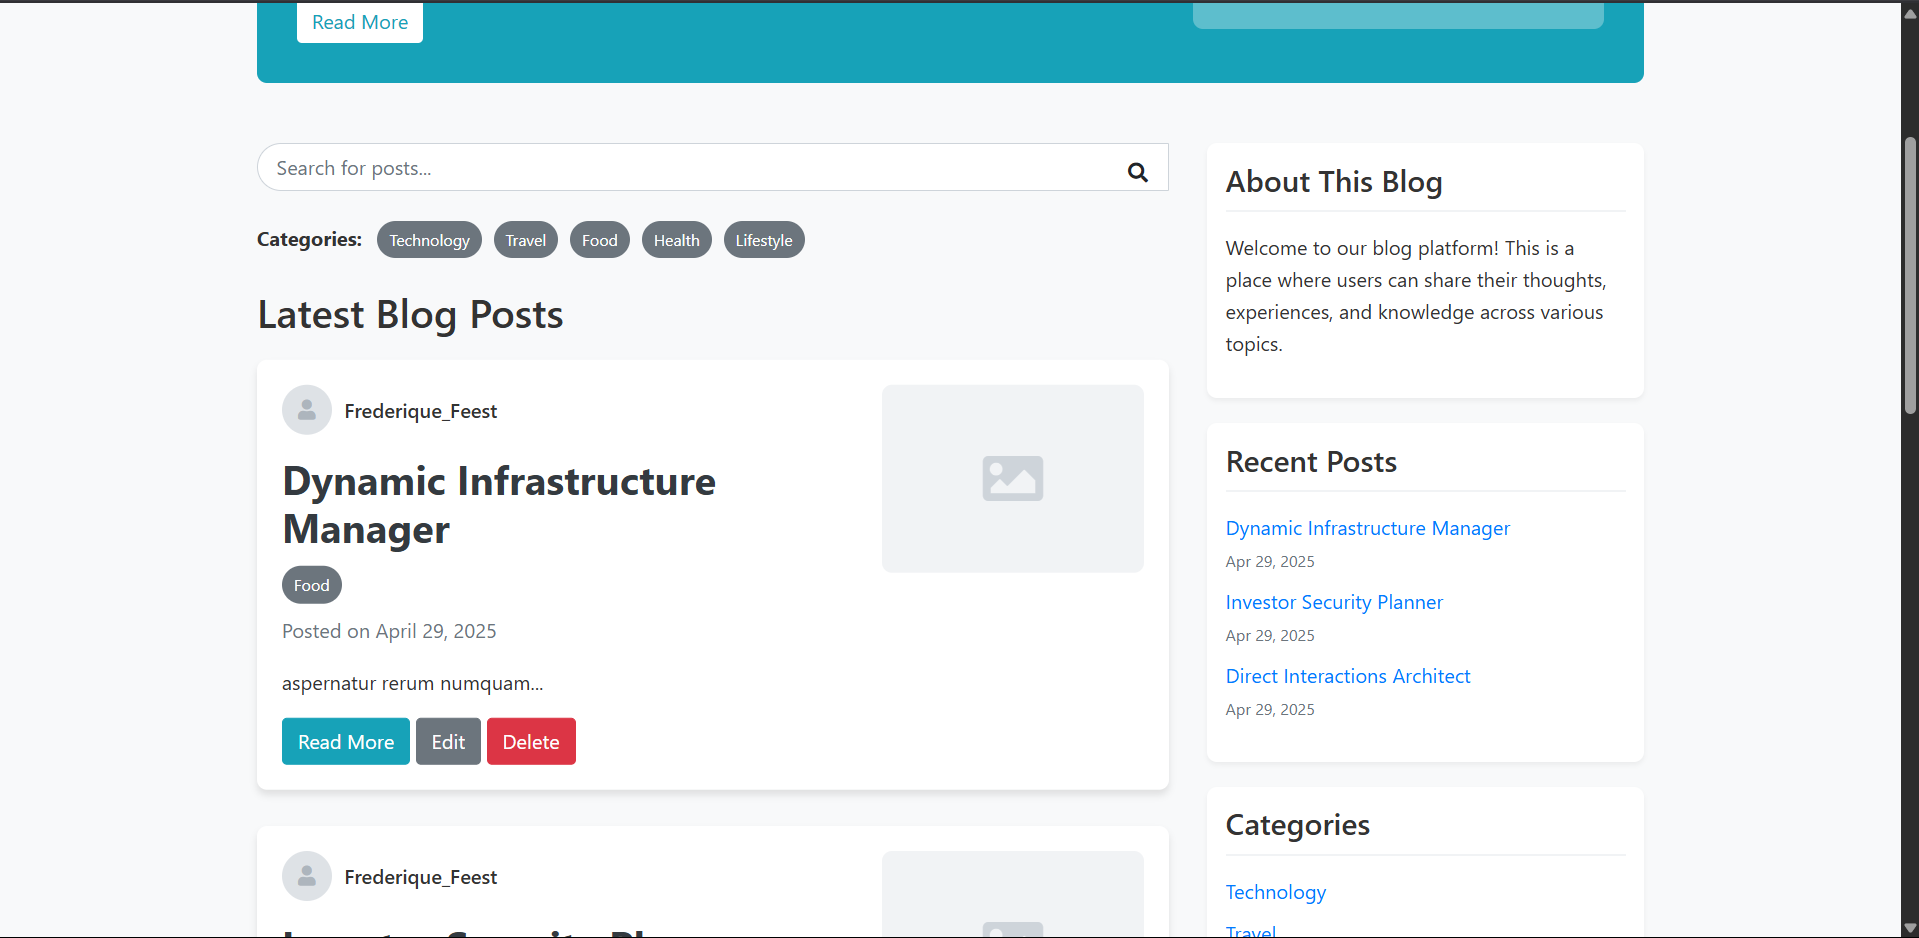 Read More
Search for posts...
Categories: Technology Travel Food Health Lifestyle
Latest Blog Posts
Frederique_Feest
Dynamic Infrastructure
Manager
Food
Posted on April 29, 2025
aspernatur rerum numquam...
Read More Edit Delete
Frederique_Feest
About This Blog
Welcome to our blog platform! This is a
place where users can share their thoughts,
experiences, and knowledge across various
topics.
Recent Posts
Dynamic Infrastructure Manager
Apr 29, 2025
Investor Security Planner
Apr 29, 2025
Direct Interactions Architect
Apr 29, 2025
Categories
Technology
Travel